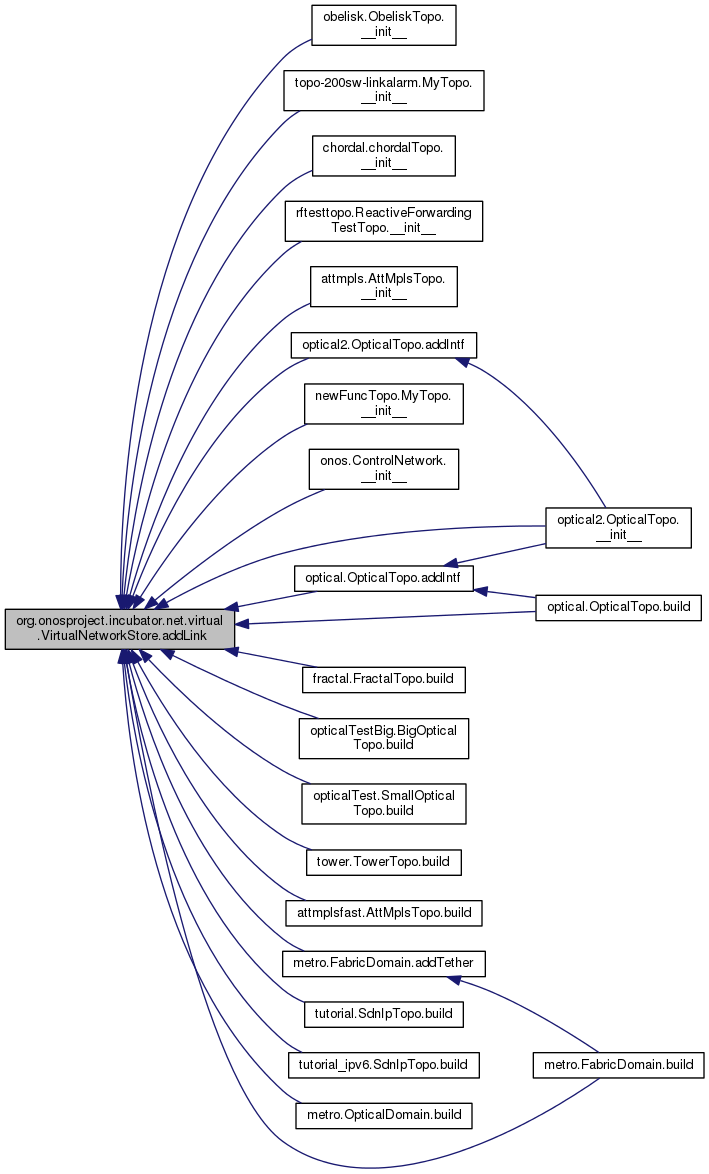 obelisk.ObeliskTopo.
__init__
topo-200sw-linkalarm.MyTopo.
__init__
chordal.chordalTopo.
__init__
rftesttopo.ReactiveForwarding
TestTopo.__init__
attmpls.AttMplsTopo.
__init__
optical2.OpticalTopo.addIntf
newFuncTopo.MyTopo.
__init__
onos.ControlNetwork.
__init__
optical2.OpticalTopo.
__init__
optical.OpticalTopo.addIntf
optical.OpticalTopo.build
org.onosproject.incubator.net.virtual
.VirtualNetworkStore.addLink
fractal.FractalTopo.build
opticalTestBig.BigOptical
Topo.build
opticalTest.SmallOptical
Topo.build
tower.TowerTopo.build
attmplsfast.AttMplsTopo.build
metro.FabricDomain.addTether
tutorial.SdnIpTopo.build
tutorial_ipv6.SdnIpTopo.build
metro.FabricDomain.build
metro.OpticalDomain.build